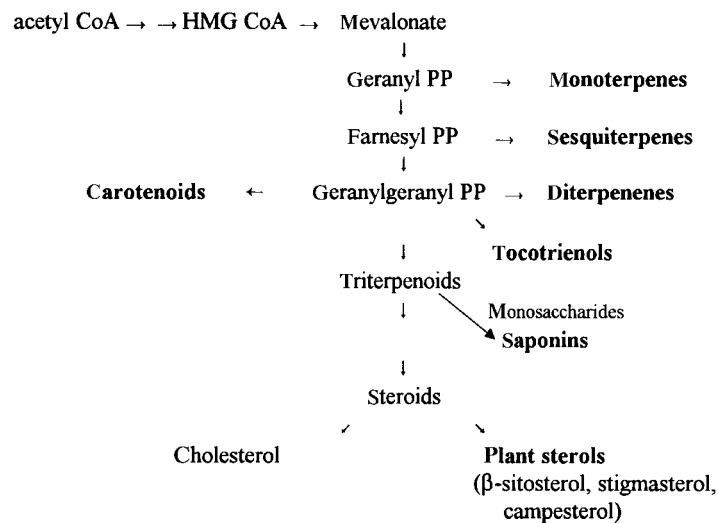 acetyl CoA → → HMG CoA → Mevalonate
↓
Geranyl PP → Monoterpenes
↓
Farnesyl PP → Sesquiterpenes
↓
Carotenoids ← Geranylgeranyl PP → Diterpenenes
↘
↓ Tocotrienols
Triterpenoids
↓ Monosaccharides
Saponins
↓
Steroids
↙ ↘
Cholesterol Plant sterols
(β-sitosterol, stigmasterol,
campesterol)